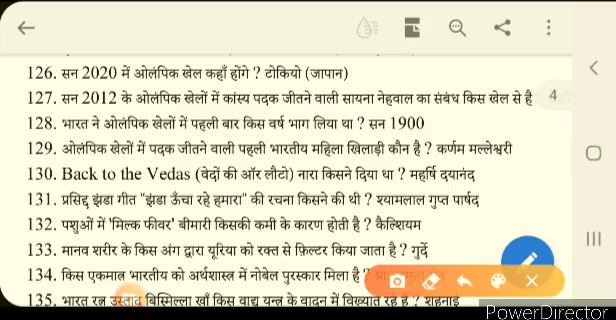 126. सन 2020 में ओलंपिक खेल कहाँ होंगे ? टोकियो (जापान)
127. सन 2012 के ओलंपिक खेलों में कांस्य पदक जीतने वाली सायना नेहवाल का संबंध किस खेल से है
4
128. भारत ने ओलंपिक खेलों में पहली बार किस वर्ष भाग लिया था ? सन 1900
129. ओलंपिक खेलों में पदक जीतने वाली पहली भारतीय महिला खिलाड़ी कौन है ? कर्णम मल्लेश्वरी
130. Back to the Vedas (वेदों की ऑर लौटो) नारा किसने दिया था ? महर्षि दयानंद
131. प्रसिद्द झंडा गीत "झंडा ऊँचा रहे हमारा" की रचना किसने की थी ? श्यामलाल गुप्त पार्षद
132. पशुओं में 'मिल्क फीवर' बीमारी किसकी कमी के कारण होती है ? कैल्शियम
133. मानव शरीर के किस अंग द्वारा यूरिया को रक्त से फ़िल्टर किया जाता है ? गुर्दे
134. किस एकमात्र भारतीय को अर्थशास्त्र में नोबेल पुरस्कार मिला है ?
135. भारत रत्न उस्ताद बिस्मिल्ला खाँ किस वाद्य यन्त्र के वादन में विख्यात रहे है ? शहनाई
PowerDirector